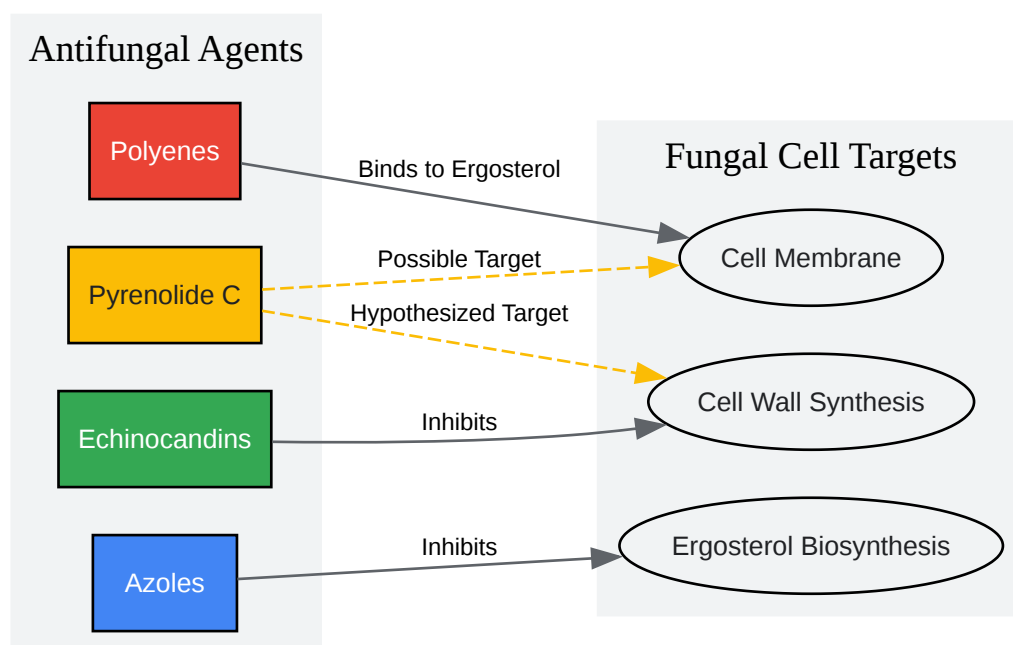 Antifungal Agents
Polyenes
Pyrenolide C
Echinocandins
Azoles
Binds to Ergosterol
Possible Target
Hypothesized Target
Inhibits
Inhibits
Fungal Cell Targets
Cell Membrane
Cell Wall Synthesis
Ergosterol Biosynthesis